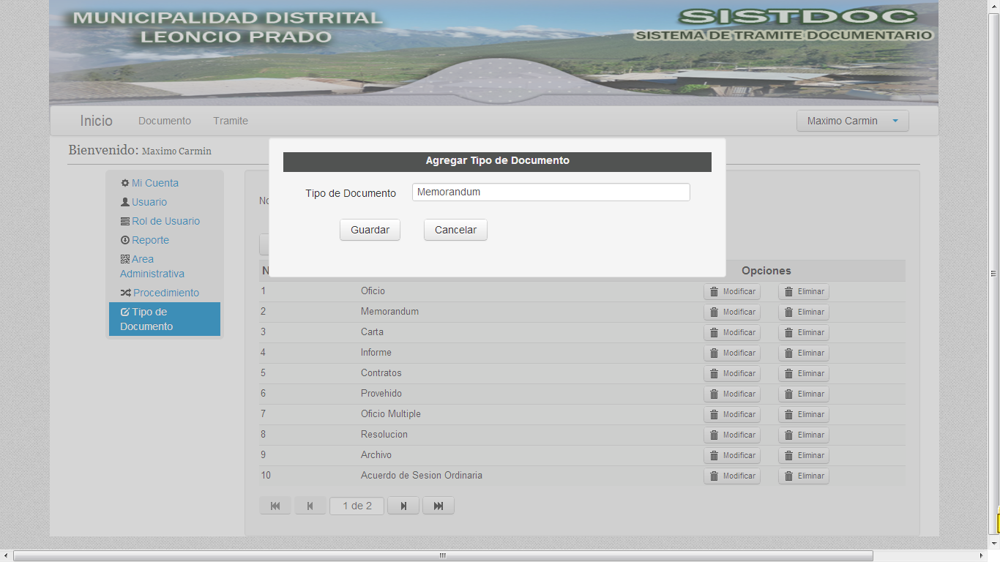 MUNICIPALIDAD DISTRITAL
LEONCIO PRADO
SISTDOC
SISTEMA DE TRAMITE DOCUMENTARIO
Inicio Documento Tramite Maximo Carmin
Bienvenido: Maximo Carmin
Mi Cuenta
Usuario
Rol de Usuario
Reporte
Area
Administrativa
Procedimiento
Tipo de
Documento
Agregar Tipo de Documento
Tipo de Documento Memorandum
Guardar Cancelar
Opciones
1 Oficio Modificar Eliminar
2 Memorandum Modificar Eliminar
3 Carta Modificar Eliminar
4 Informe Modificar Eliminar
5 Contratos Modificar Eliminar
6 Provehido Modificar Eliminar
7 Oficio Multiple Modificar Eliminar
8 Resolucion Modificar Eliminar
9 Archivo Modificar Eliminar
10 Acuerdo de Sesion Ordinaria Modificar Eliminar
1 de 2